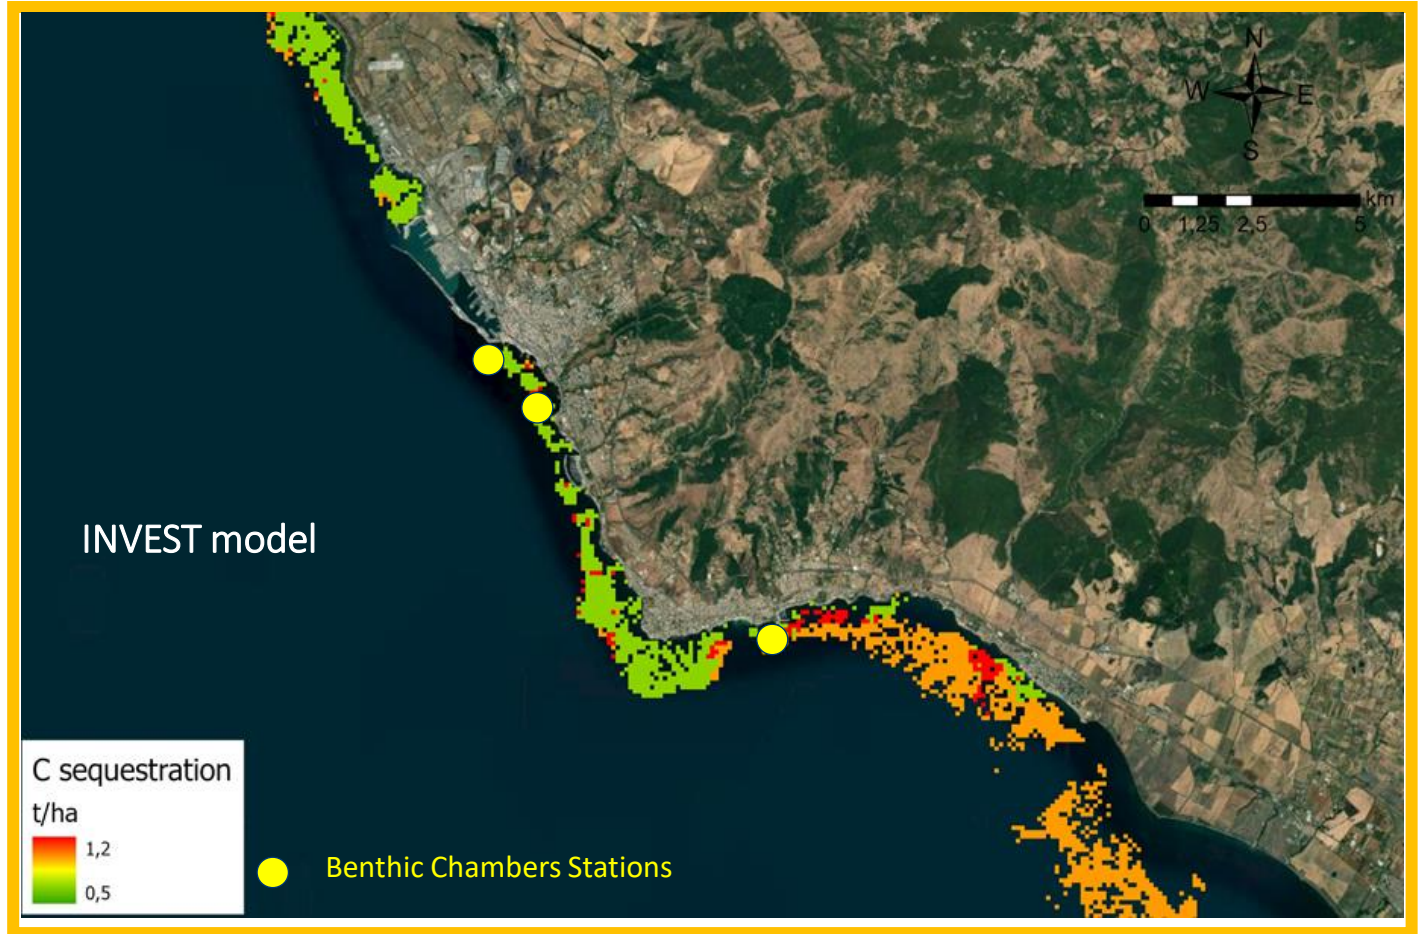 N
W E
S
km
0 1,25 2,5 5
INVEST model
C sequestration
t/ha
1,2
0,5
Benthic Chambers Stations